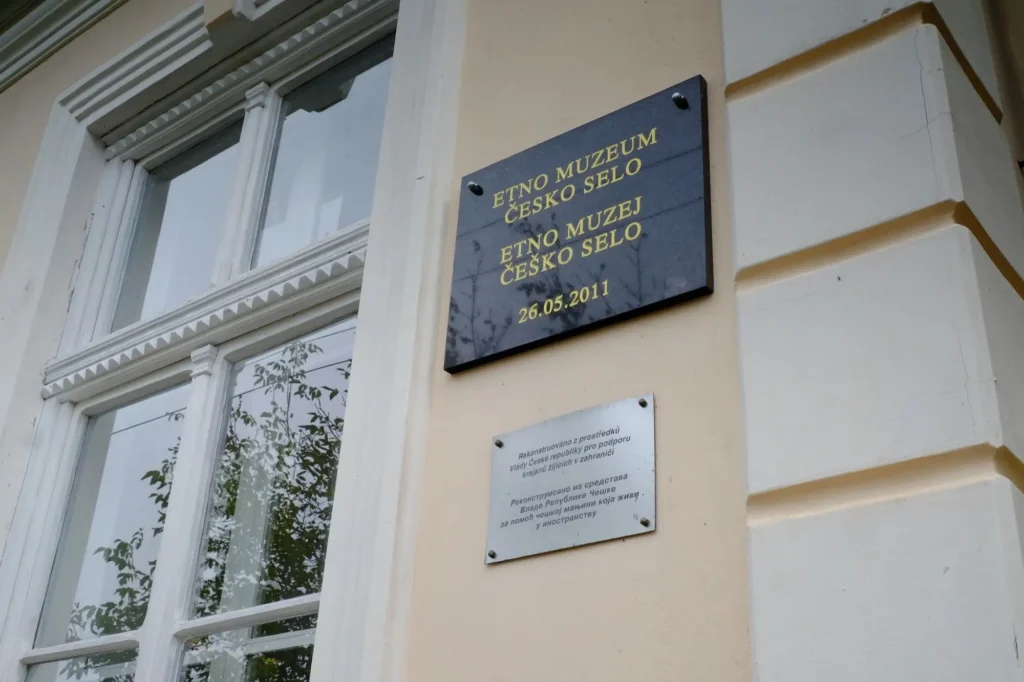 ETNO MUZEUM
ČESKO SELO
ETNO MUZEJ
ČEŠKO SELO
26.05.2011
Rekonstruováno z prostředků
Vlády České republiky pro podporu
krajanů žijících v zahraničí
Реконструисано из средстава
Владе Републике Чешке
за помоћ чешкој мањини која живи
у иностранству